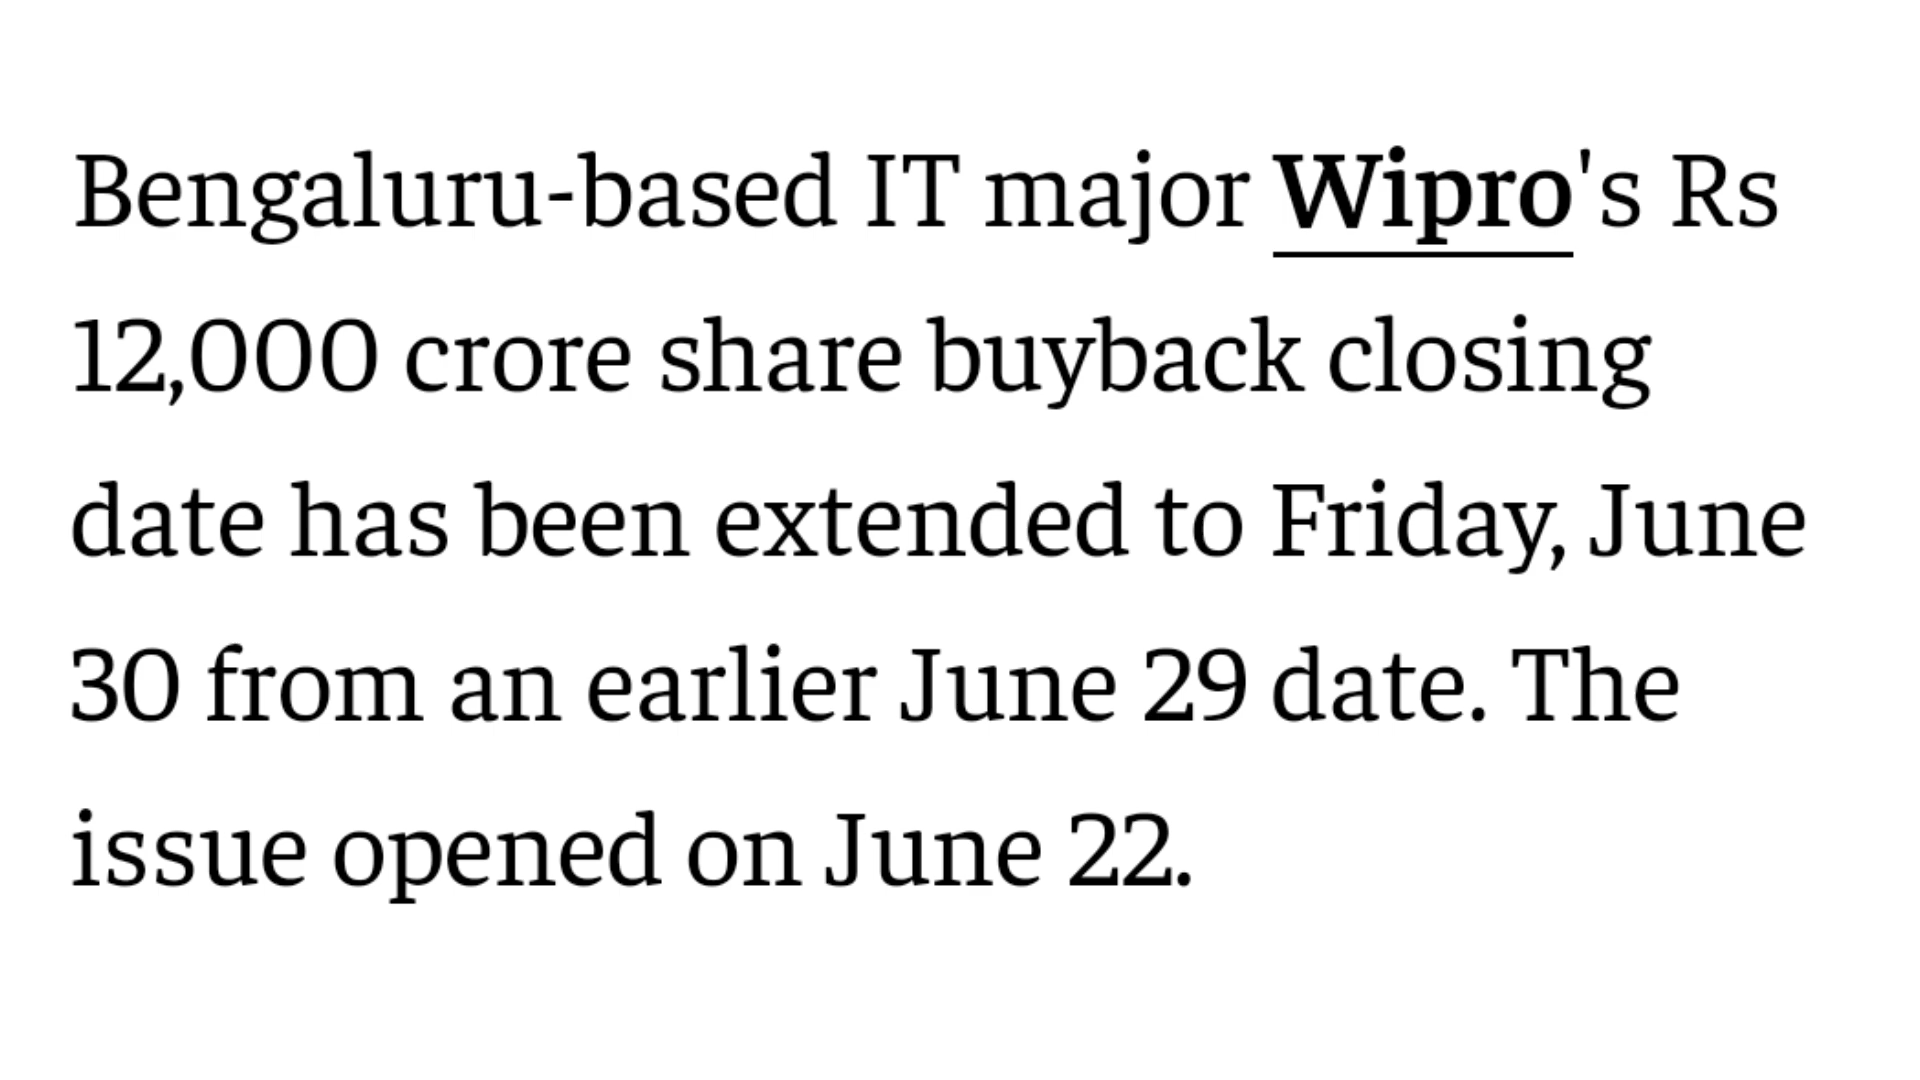 Bengaluru-based IT major Wipro's Rs
12,000 crore share buyback closing
date has been extended to Friday, June
30 from an earlier June 29 date. The
issue opened on June 22.